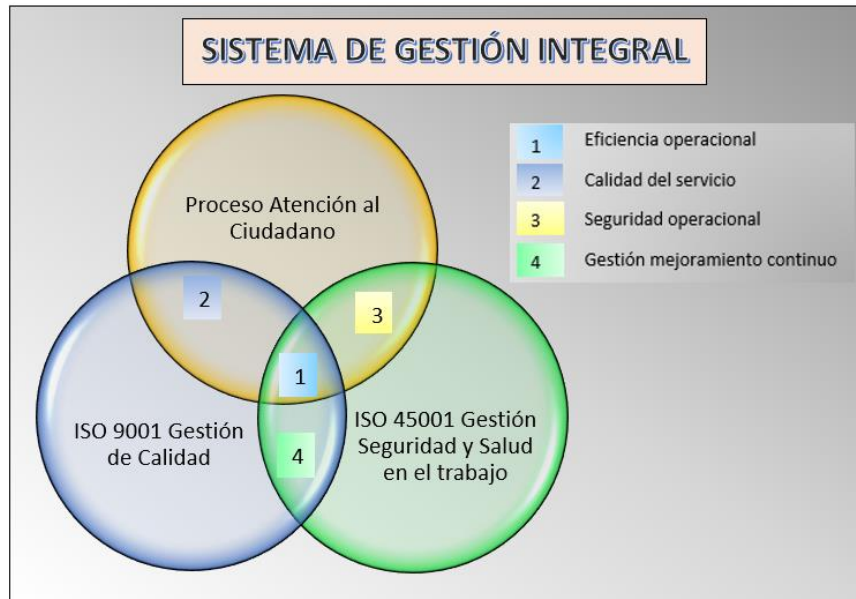 SISTEMA DE GESTIÓN INTEGRAL
1 Eficiencia operacional
2 Calidad del servicio
3 Seguridad operacional
4 Gestión mejoramiento continuo
Proceso Atención al
Ciudadano
2
3
1
ISO 9001 Gestión
de Calidad
ISO 45001 Gestión
Seguridad y Salud
en el trabajo
4